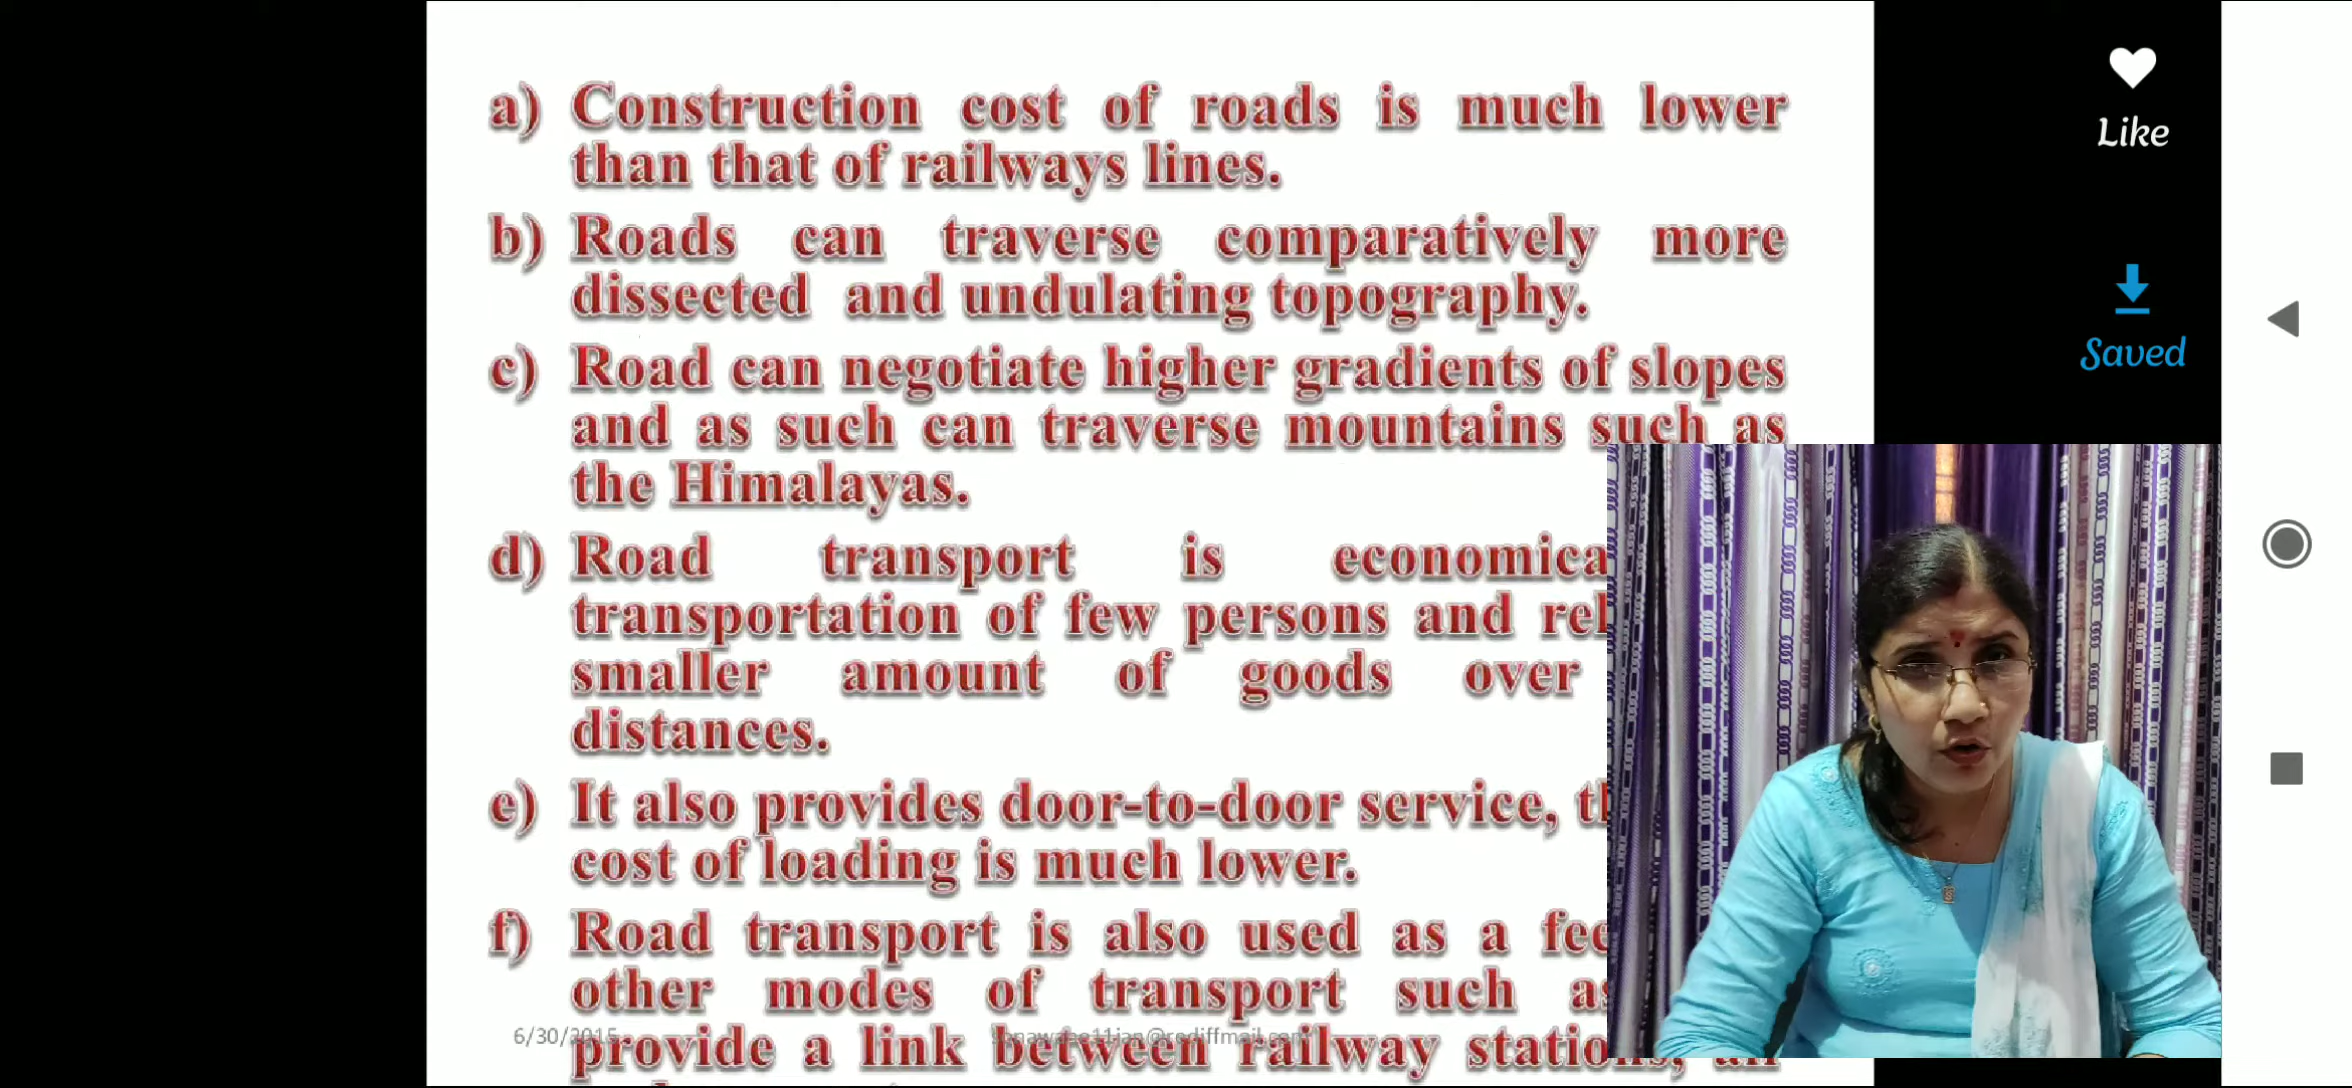 a) Construction cost of roads is much lower
than that of railways lines.
b) Roads can traverse comparatively more
dissected and undulating topography.
c) Road can negotiate higher gradients of slopes
and as such can traverse mountains such as
the Himalayas.
d) Road transport is
transportation of few persons and
smaller amount of goods over
distances.
e) It also provides door-to-door service,
cost of loading is much lower.
f) Road transport is also used as a
other modes of transport such
6/30/2015
provide a link between railway
Like
Saved